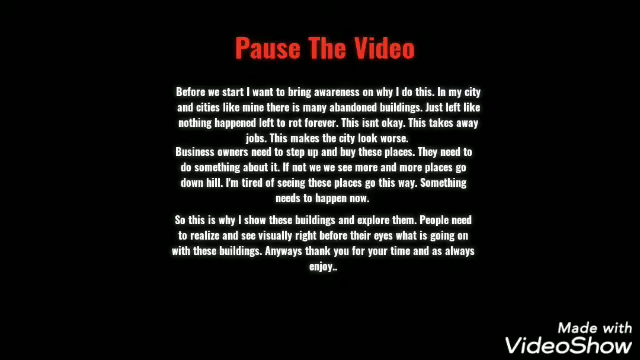 Pause The Video
Before we start I want to bring awareness on why I do this. In my city
and cities like mine there is many abandoned buildings. Just left like
nothing happened left to rot forever. This isnt okay. This takes away
jobs. This makes the city look worse.
Business owners need to step up and buy these places. They need to
do something about it. If not we we see more and more places go
down hill. I'm tired of seeing these places go this way. Something
needs to happen now.
So this is why I show these buildings and explore them. People need
to realize and see visually right before their eyes what is going on
with these buildings. Anyways thank you for your time and as always
enjoy..
Made with
VideoShow